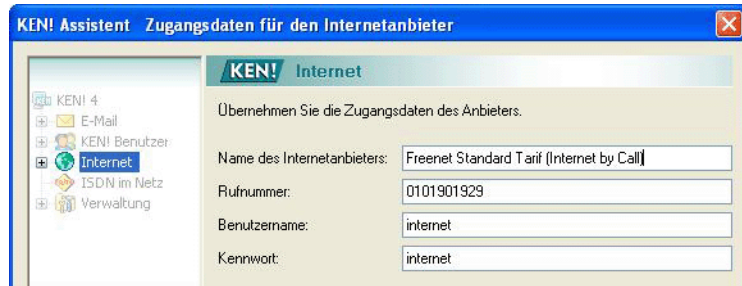 KEN! Assistent Zugangsdaten für den Internetanbieter
KEN! Internet
KEN! 4
E-Mail
KEN! Benutzer
Internet
ISDN im Netz
Verwaltung
Übernehmen Sie die Zugangsdaten des Anbieters.
Name des Internetanbieters: Freenet Standard Tarif (Internet by Call)
Rufnummer: 0101901929
Benutzername: internet
Kennwort: internet